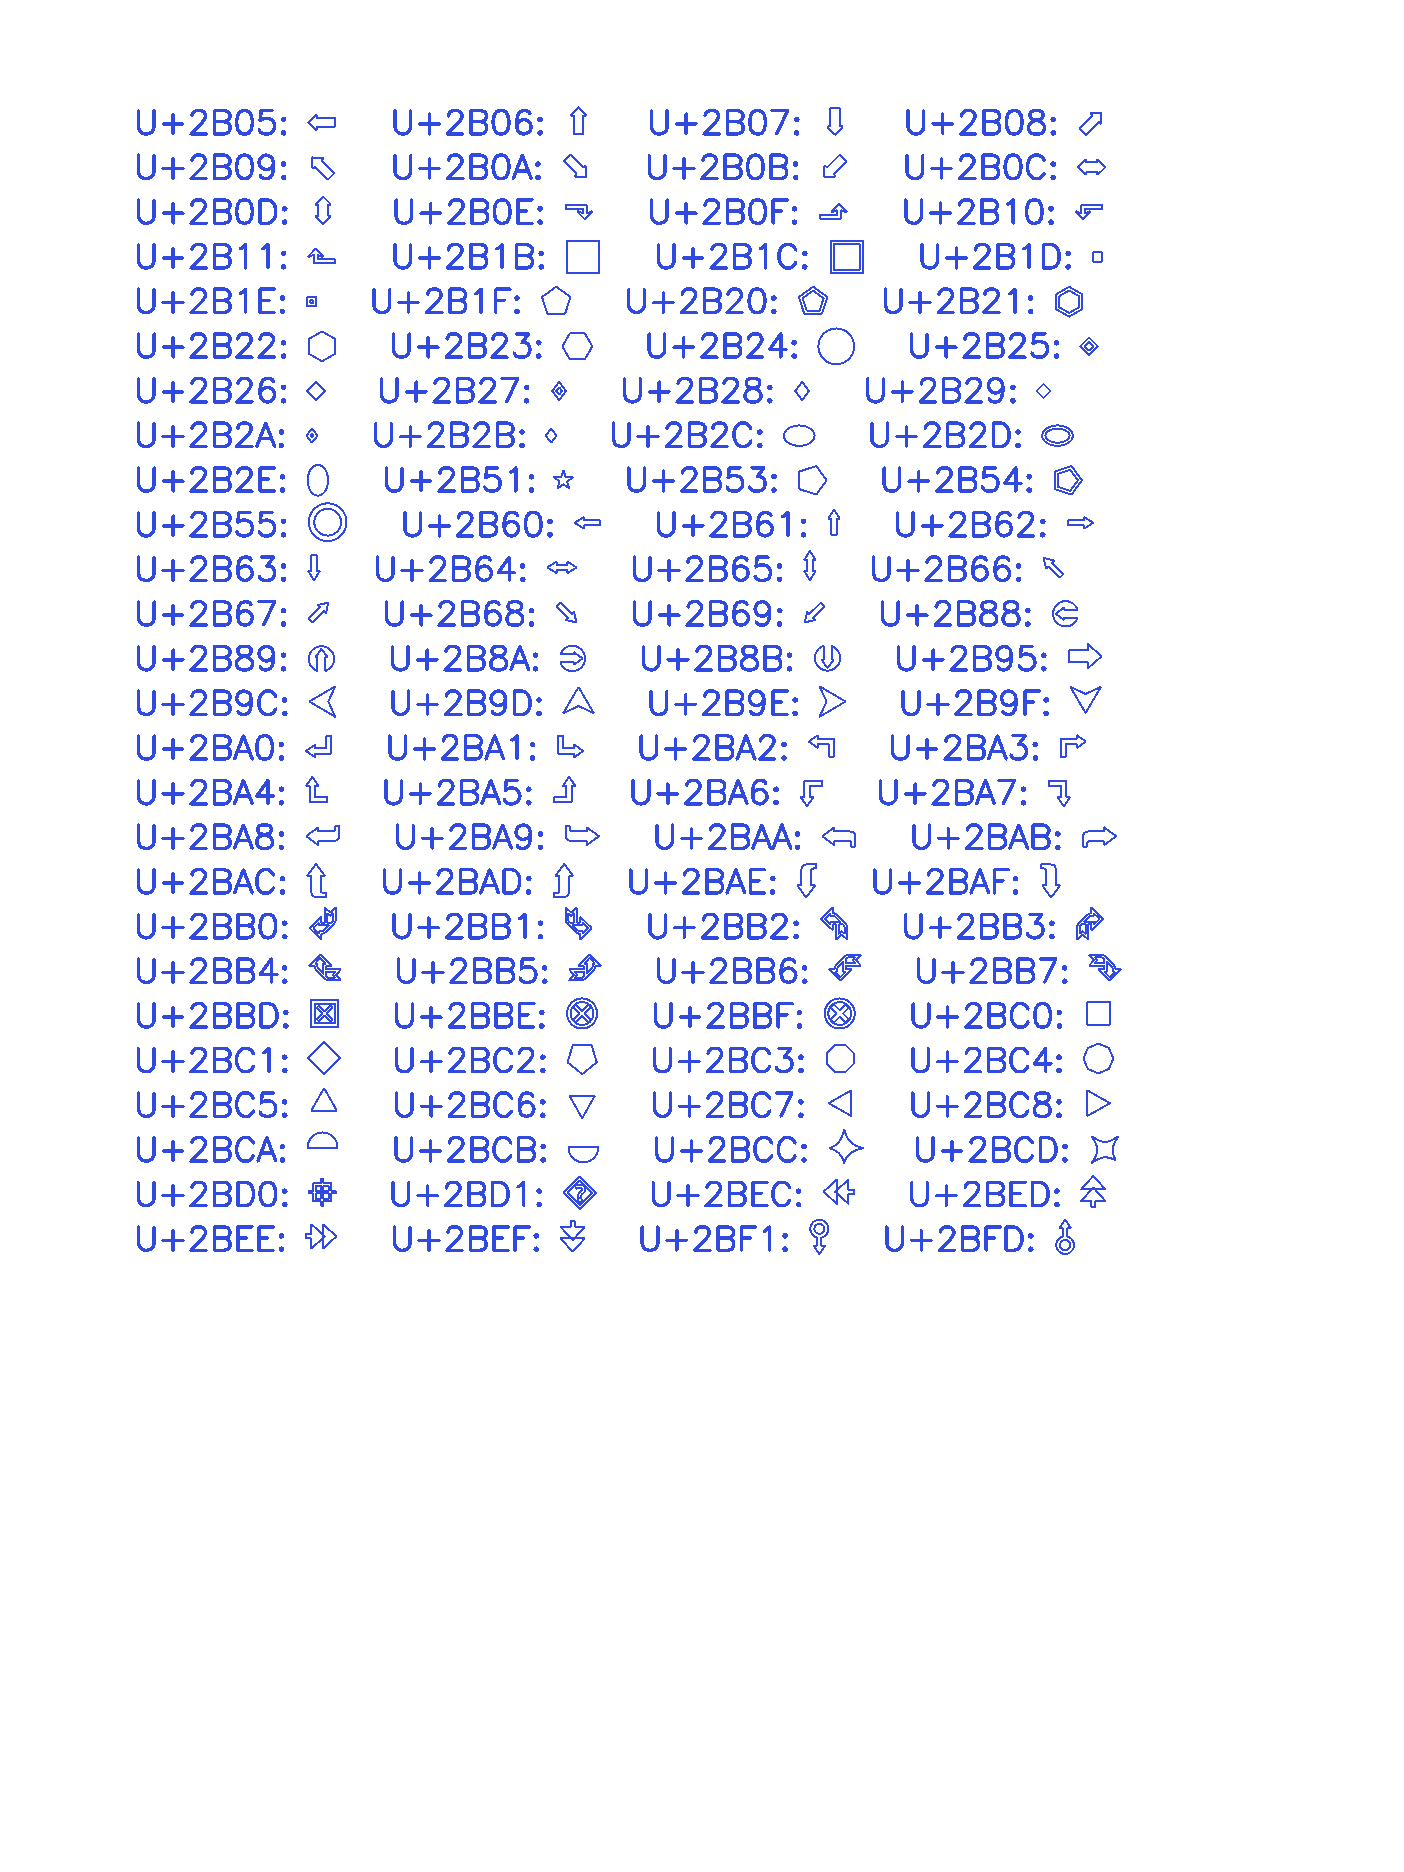 U+2B05: ⬅ U+2B06: ⬆ U+2B07: ⬇ U+2B08: ⬈
U+2B09: ⬉ U+2B0A: ⬊ U+2B0B: ⬋ U+2B0C: ⬌
U+2B0D: ⬍ U+2B0E: ⬎ U+2B0F: ⬏ U+2B10: ⬐
U+2B11: ⬑ U+2B1B: ⬛ U+2B1C: ⬜ U+2B1D: ⬝
U+2B1E: ⬞ U+2B1F: ⬟ U+2B20: ⬠ U+2B21: ⬡
U+2B22: ⬢ U+2B23: ⬣ U+2B24: ⬤ U+2B25: ⬥
U+2B26: ⬦ U+2B27: ⬧ U+2B28: ⬨ U+2B29: ⬩
U+2B2A: ⬪ U+2B2B: ⬫ U+2B2C: ⬬ U+2B2D: ⬭
U+2B2E: ⬮ U+2B51: ⭑ U+2B53: ⭓ U+2B54: ⭔
U+2B55: ⭕ U+2B60: ⭠ U+2B61: ⭡ U+2B62: ⭢
U+2B63: ⭣ U+2B64: ⭤ U+2B65: ⭥ U+2B66: ⭦
U+2B67: ⭧ U+2B68: ⭨ U+2B69: ⭩ U+2B88: ⮈
U+2B89: ⮉ U+2B8A: ⮊ U+2B8B: ⮋ U+2B95: ⮕
U+2B9C: ⮜ U+2B9D: ⮝ U+2B9E: ⮞ U+2B9F: ⮟
U+2BA0: ⮠ U+2BA1: ⮡ U+2BA2: ⮢ U+2BA3: ⮣
U+2BA4: ⮤ U+2BA5: ⮥ U+2BA6: ⮦ U+2BA7: ⮧
U+2BA8: ⮨ U+2BA9: ⮩ U+2BAA: ⮪ U+2BAB: ⮫
U+2BAC: ⮬ U+2BAD: ⮭ U+2BAE: ⮮ U+2BAF: ⮯
U+2BB0: ⮰ U+2BB1: ⮱ U+2BB2: ⮲ U+2BB3: ⮳
U+2BB4: ⮴ U+2BB5: ⮵ U+2BB6: ⮶ U+2BB7: ⮷
U+2BBD: ⮽ U+2BBE: ⮾ U+2BBF: ⮿ U+2BC0: ⯀
U+2BC1: ⯁ U+2BC2: ⯂ U+2BC3: ⯃ U+2BC4: ⯄
U+2BC5: ⯅ U+2BC6: ⯆ U+2BC7: ⯇ U+2BC8: ⯈
U+2BCA: ⯊ U+2BCB: ⯋ U+2BCC: ⯌ U+2BCD: ⯍
U+2BD0: ⯐ U+2BD1: ⯑ U+2BEC: ⯬ U+2BED: ⯭
U+2BEE: ⯮ U+2BEF: ⯯ U+2BF1: ⯱ U+2BFD: ⯽